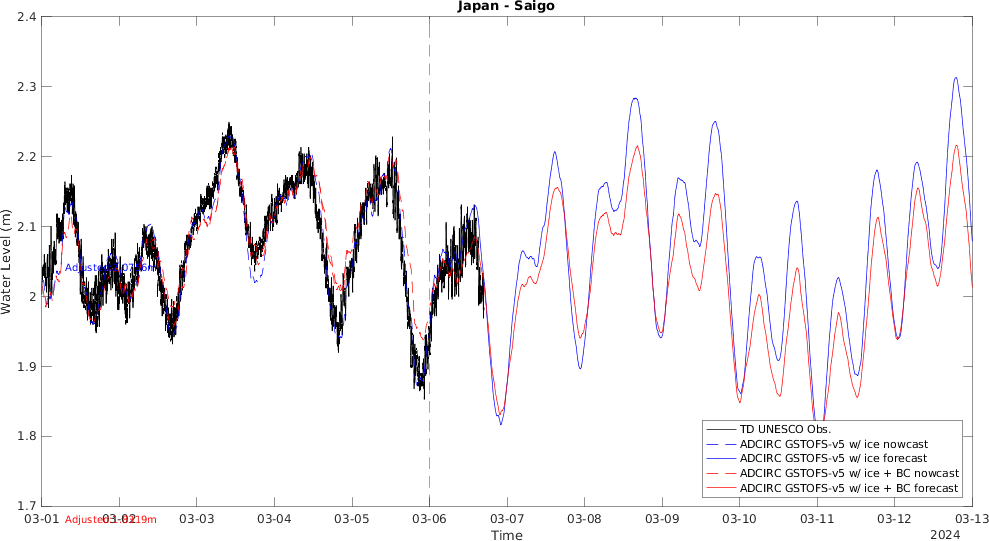 Japan - Saigo
Water Level (m)
2.4
2.3
2.2
2.1
2
1.9
1.8
1.7
TD UNESCO Obs.
ADCIRC GSTOFS-v5 w/ ice nowcast
ADCIRC GSTOFS-v5 w/ ice forecast
ADCIRC GSTOFS-v5 w/ ice + BC nowcast
ADCIRC GSTOFS-v5 w/ ice + BC forecast
03-01 03-02 03-03 03-04 03-05 03-06 03-07 03-08 03-09 03-10 03-11 03-12 03-13
Time
2024